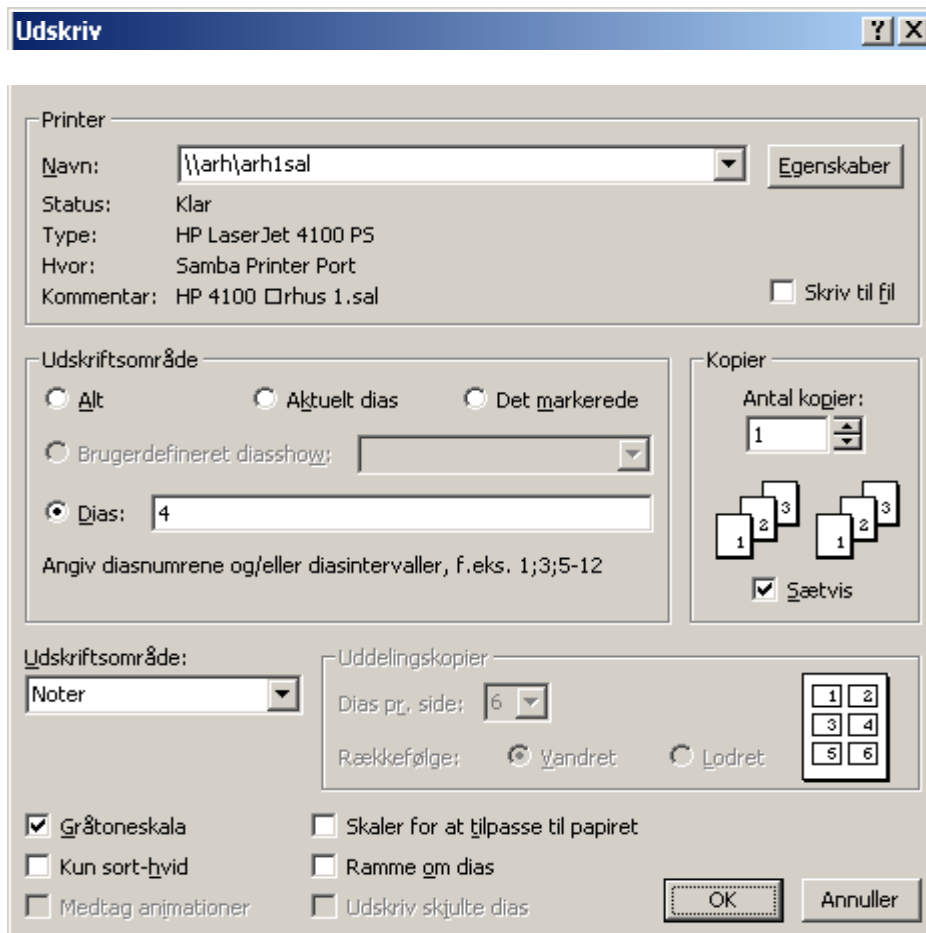 Udskriv
Printer
Navn: \\arh\arh1sal Egenskaber
Status: Klar
Type: HP LaserJet 4100 PS
Hvor: Samba Printer Port
Kommentar: HP 4100 □rhus 1.sal Skriv til fil
Udskriftsområde Kopier
Alt Aktuelt dias Det markerede Antal kopier:
1
Brugerdefineret diasshow:
Dias: 4
1 2 3 1 2 3
Angiv diasnumrene og/eller diasintervaller, f.eks. 1;3;5-12
Sætvis
Udskriftsområde: Uddelingskopier
Noter Dias pr. side: 6
1 2
3 4
5 6
Rækkefølge: Vandret Lodret
Gråtoneskala Skaler for at tilpasse til papiret
Kun sort-hvid Ramme om dias
Medtag animationer Udskriv skjulte dias OK Annuller